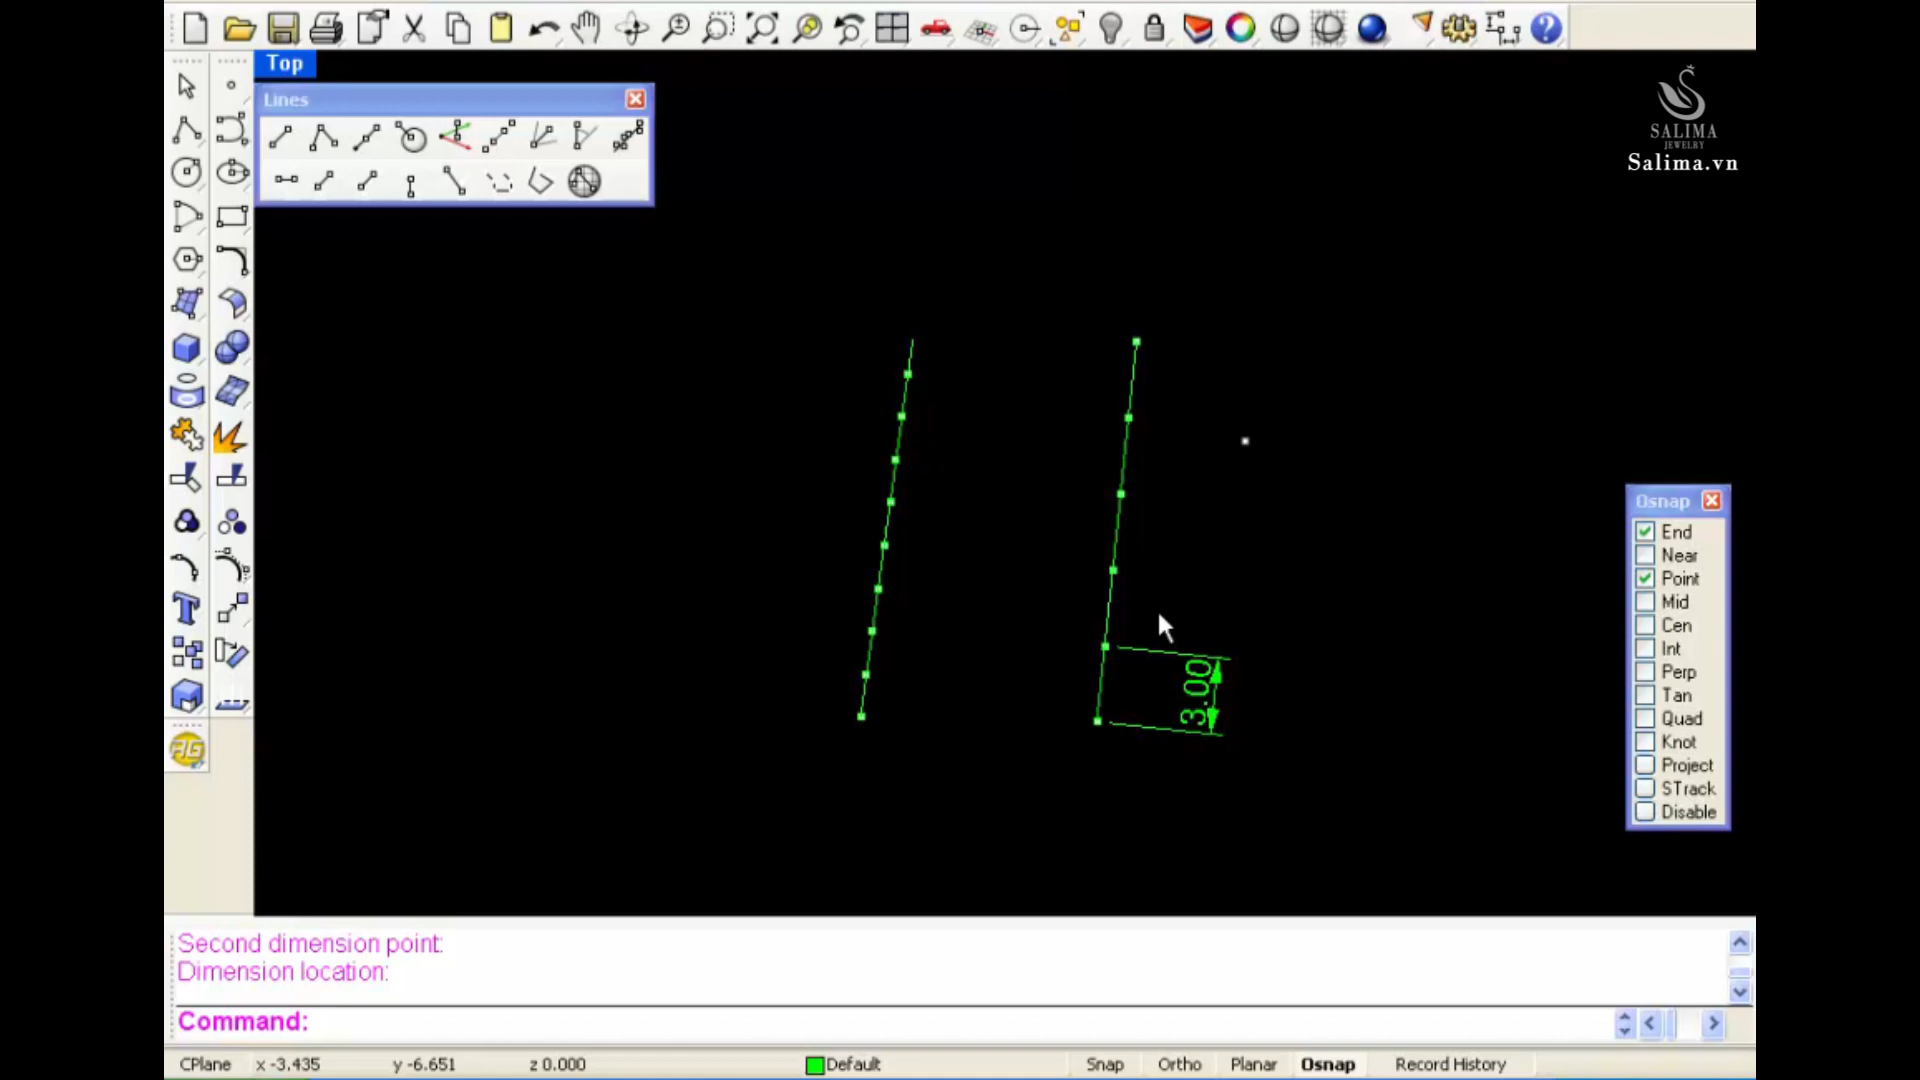 Top
Lines
SALIMA
JEWELRY
Salima.vn
3.00
Osnap
End
Near
Point
Mid
Cen
Int
Perp
Tan
Quad
Knot
Project
STrack
Disable
Second dimension point:
Dimension location:
Command:
CPlane x -3.435 y -6.651 z 0.000 Default Snap Ortho Planar Osnap Record History